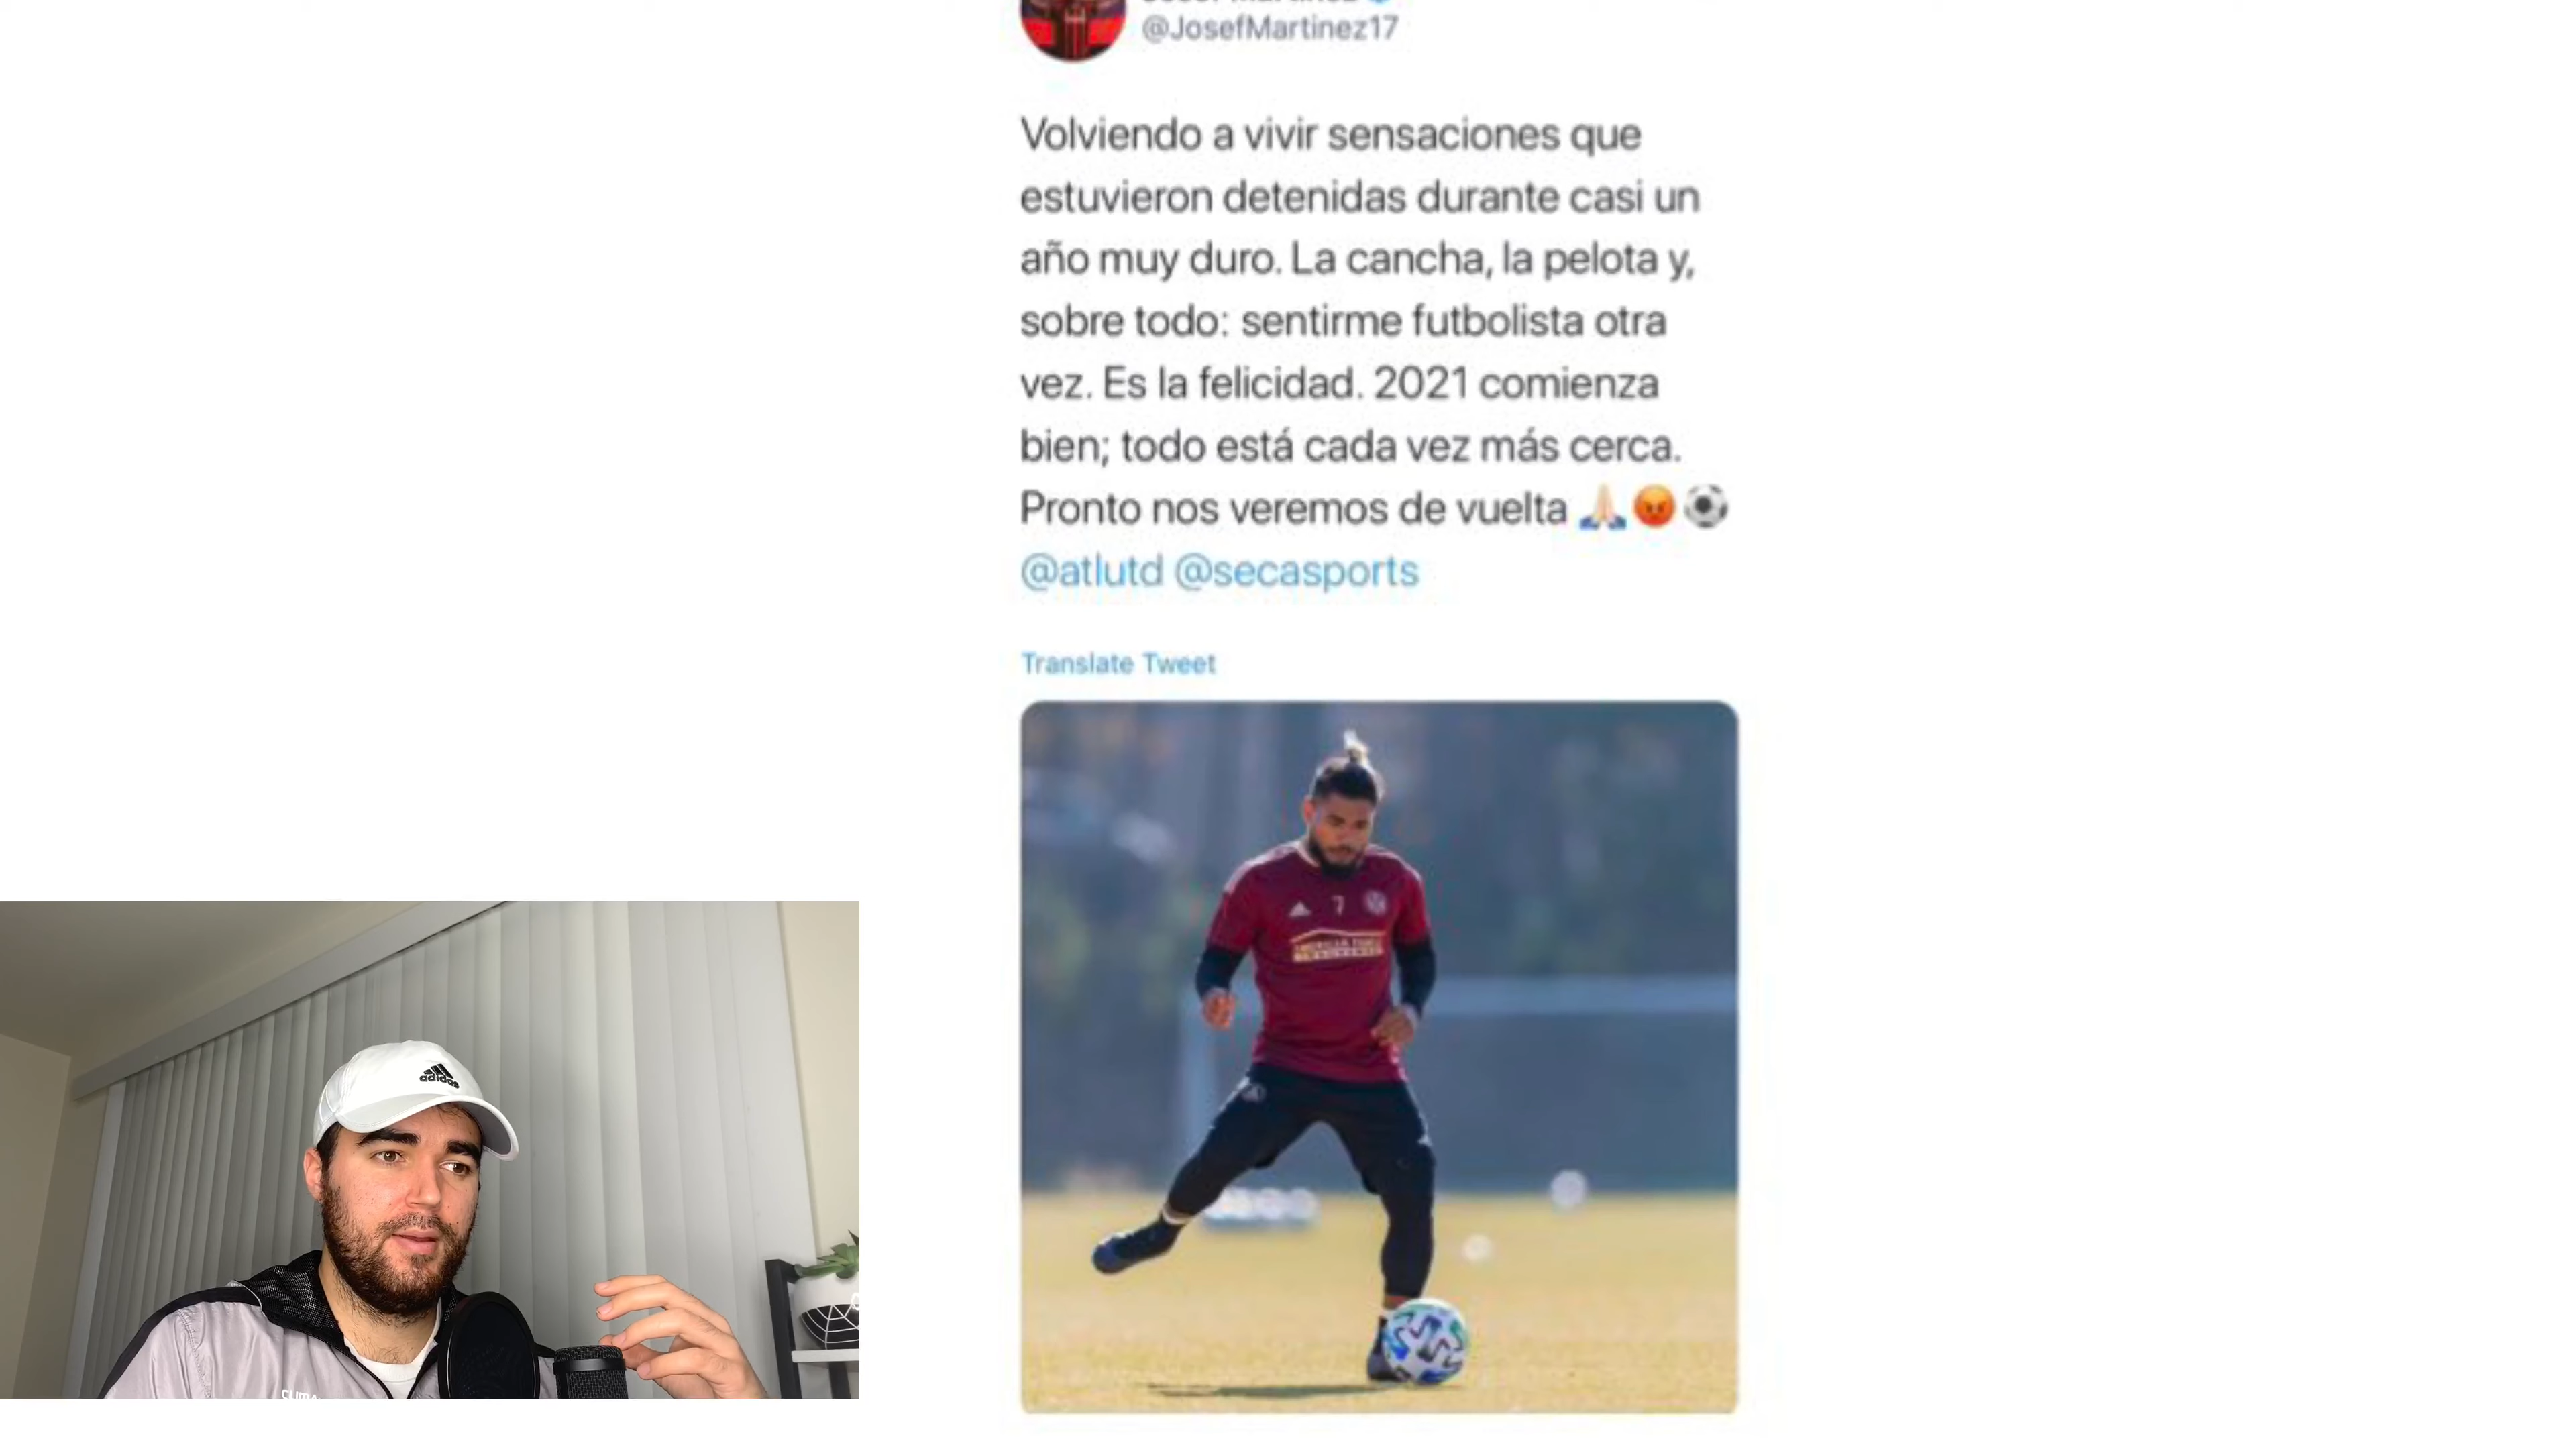 @JosefMartinez17
Volviendo a vivir sensaciones que
estuvieron detenidas durante casi un
año muy duro. La cancha, la pelota y,
sobre todo: sentirme futbolista otra
vez. Es la felicidad. 2021 comienza
bien; todo está cada vez más cerca.
Pronto nos veremos de vuelta 🙏🏻😡⚽
@atlutd @secasports
Translate Tweet
7
adidas